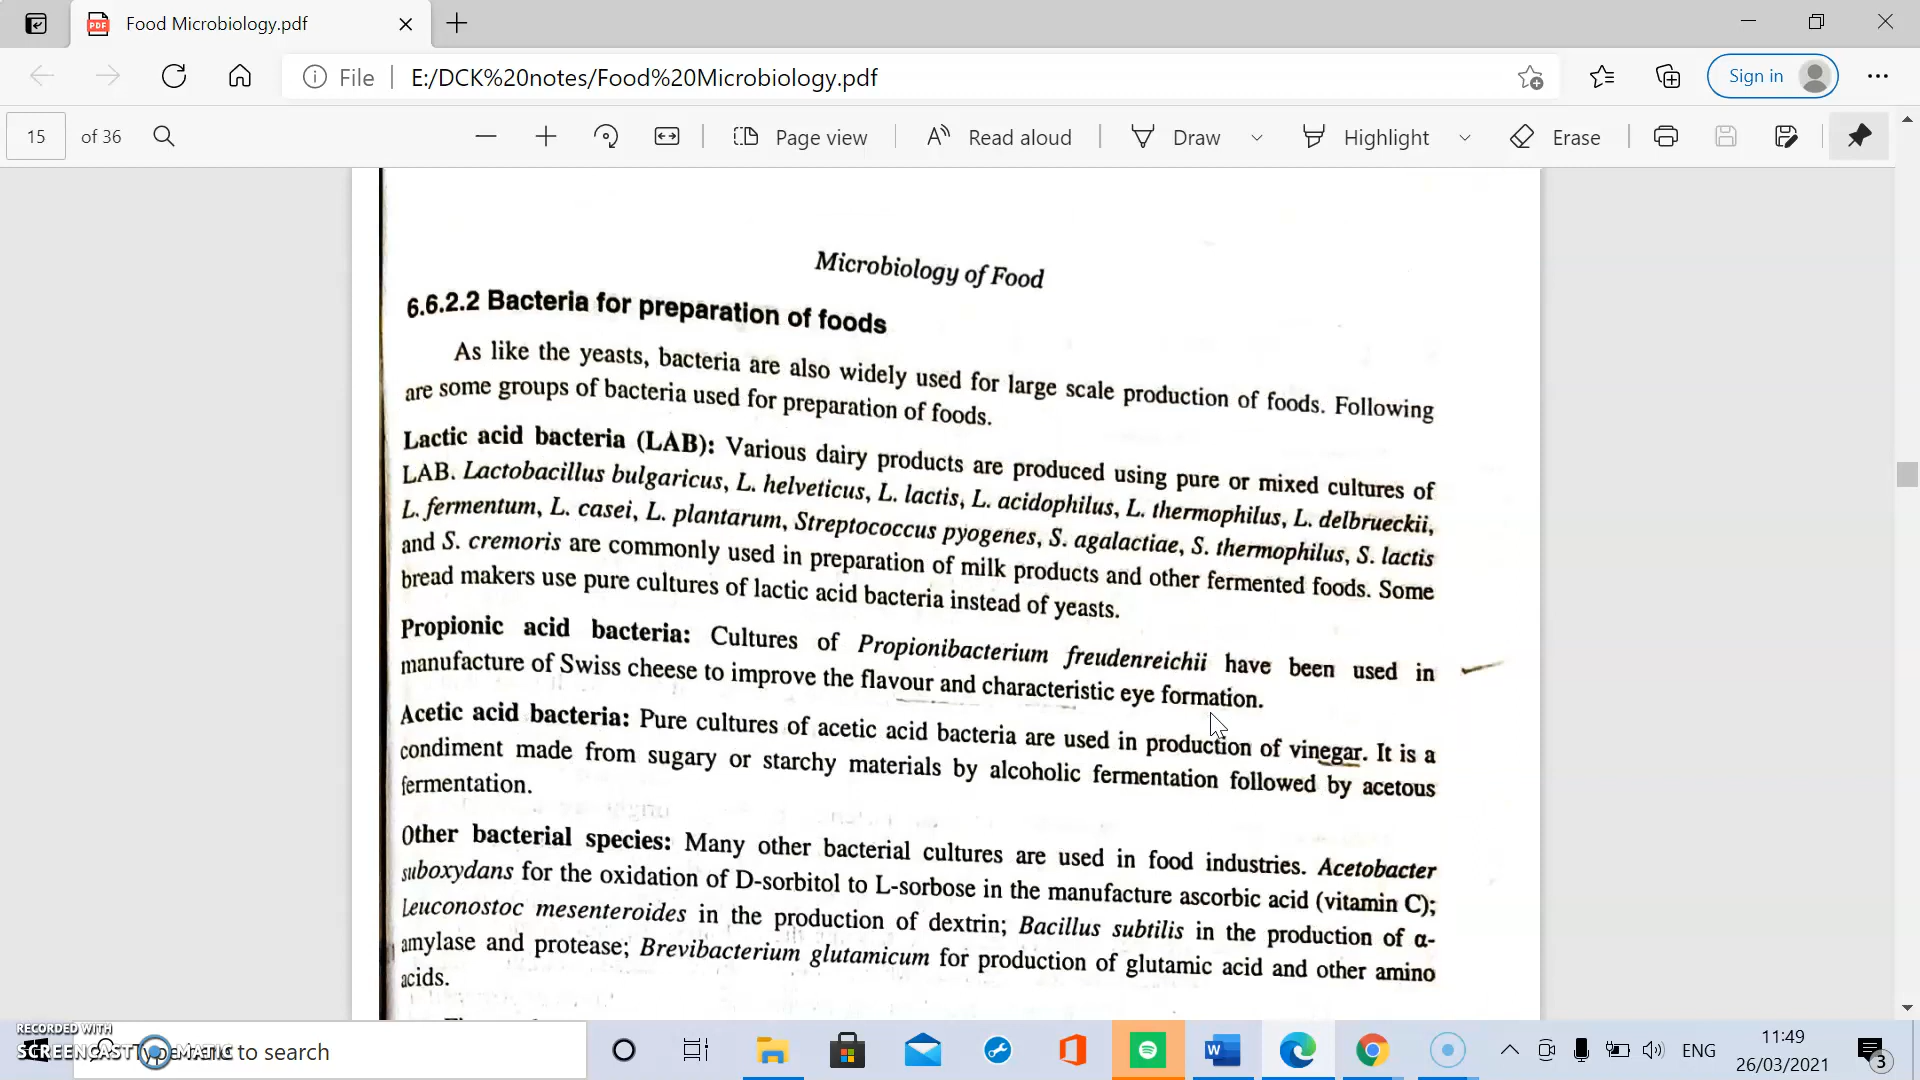 Food Microbiology.pdf
File
E:/DCK%20notes/Food%20Microbiology.pdf
Sign in
15 of 36
Page view
Read aloud
Draw
Highlight
Erase
Microbiology of Food
6.6.2.2 Bacteria for preparation of foods
As like the yeasts, bacteria are also widely used for large scale production of foods. Following
are some groups of bacteria used for preparation of foods.
Lactic acid bacteria (LAB): Various dairy products are produced using pure or mixed cultures of
LAB. Lactobacillus bulgaricus, L. helveticus, L. lactis, L. acidophilus, L. thermophilus, L. delbrueckii,
L. fermentum, L. casei, L. plantarum, Streptococcus pyogenes, S. agalactiae, S. thermophilus, S. lactis
and S. cremoris are commonly used in preparation of milk products and other fermented foods. Some
bread makers use pure cultures of lactic acid bacteria instead of yeasts.
Propionic acid bacteria: Cultures of Propionibacterium freudenreichii have been used in
manufacture of Swiss cheese to improve the flavour and characteristic eye formation.
Acetic acid bacteria: Pure cultures of acetic acid bacteria are used in production of vinegar. It is a
condiment made from sugary or starchy materials by alcoholic fermentation followed by acetous
fermentation.
Other bacterial species: Many other bacterial cultures are used in food industries. Acetobacter
suboxydans for the oxidation of D-sorbitol to L-sorbose in the manufacture ascorbic acid (vitamin C);
Leuconostoc mesenteroides in the production of dextrin; Bacillus subtilis in the production of α-
amylase and protease; Brevibacterium glutamicum for production of glutamic acid and other amino
acids.
RECORDED WITH
SCREENCAST MATIC
to search
ENG
11:49
26/03/2021
3